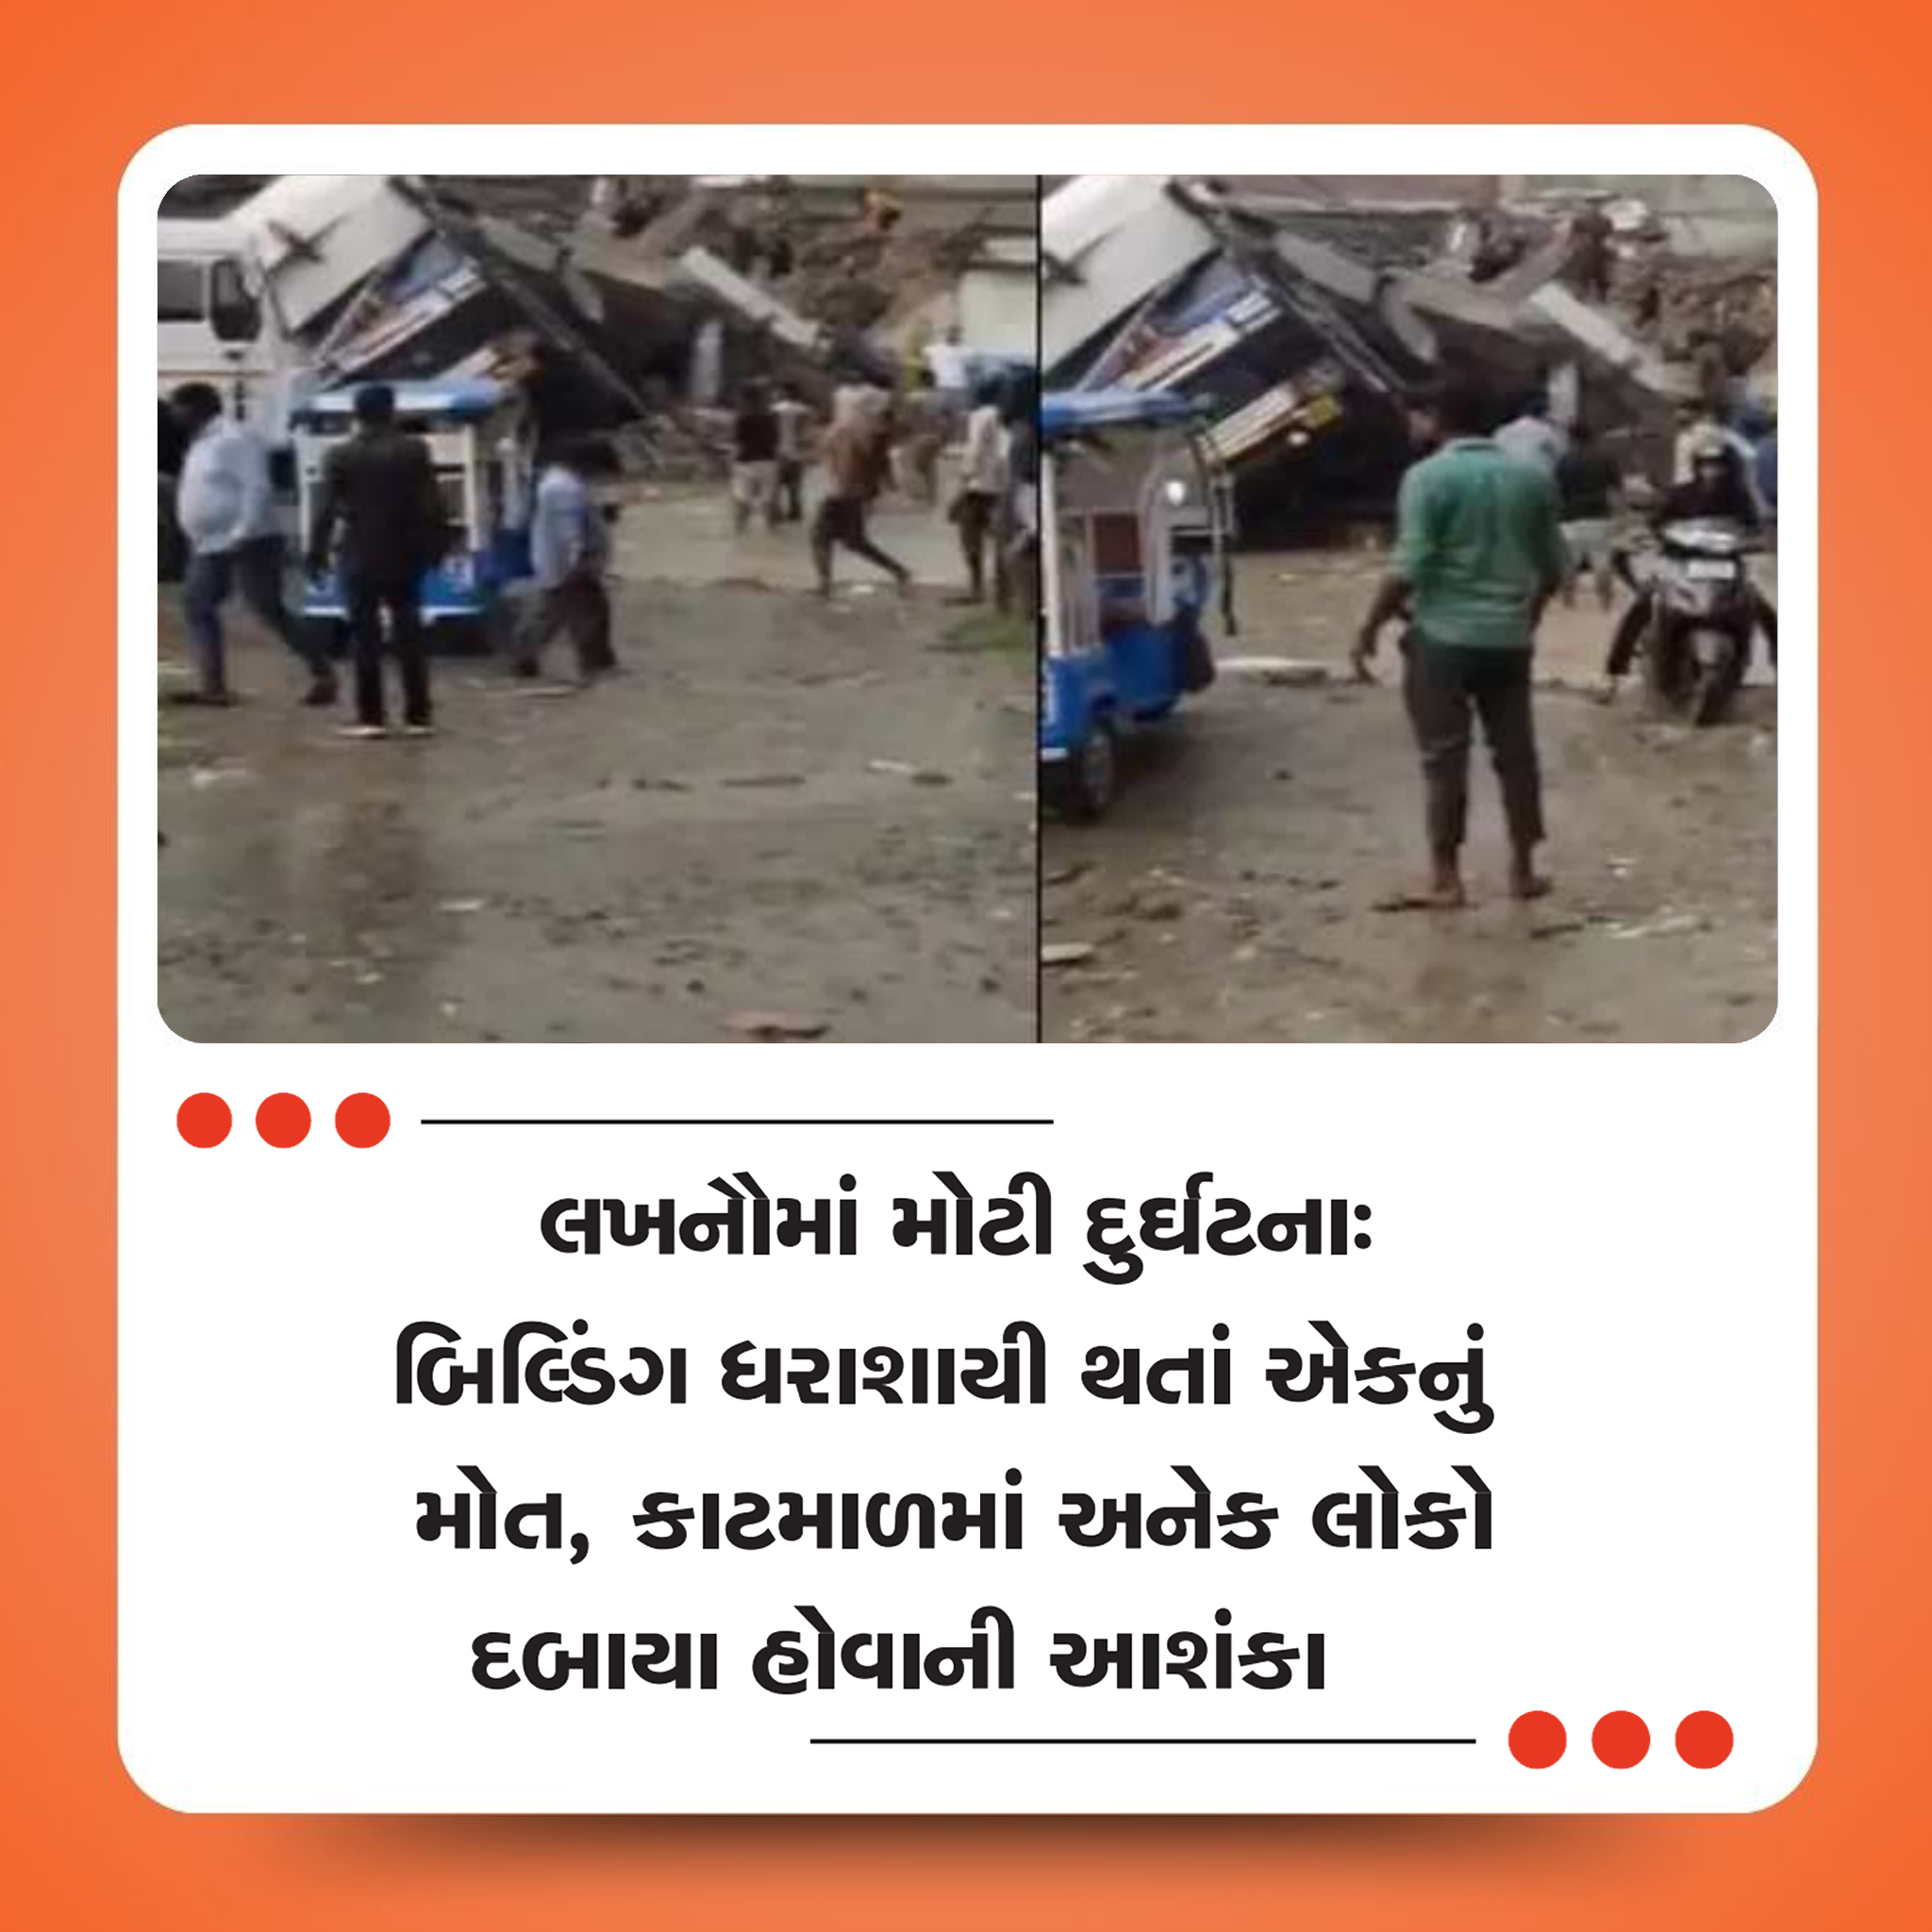 લખનૌમાં મોટી દુર્ઘટનાઃ
બિલ્ડિંગ ધરાશાયી થતાં એકનું
મોત, કાટમાળમાં અનેક લોકો
દબાયા હોવાની આશંકા